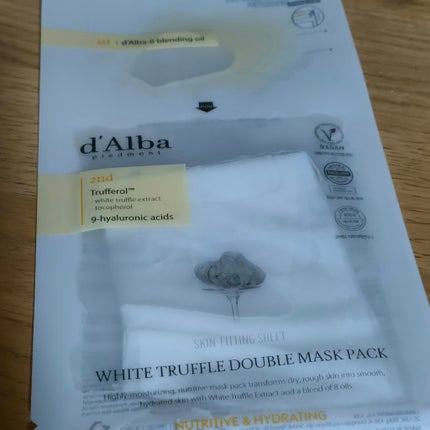 1st | d'Alba-8 blending oil
d'Alba
piedmont
2nd
Trufferol™
- white truffle extract
tocopherol
9-hyaluronic acids
VEGAN
SKIN-FITTING SHEET
WHITE TRUFFLE DOUBLE MASK PACK
Highly-moisturizing, nutritive mask pack transforms dry, rough skin into smooth,
hydrated skin with White Truffle Extract and a blend of 8 oils.
NUTRITIVE & HYDRATING